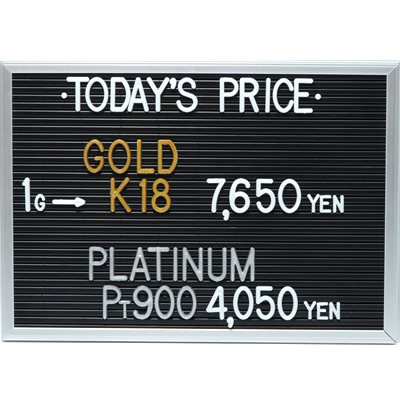 ·TODAY'S PRICE·
GOLD
1G→ K18 7,650 YEN
PLATINUM
PT900 4,050 YEN